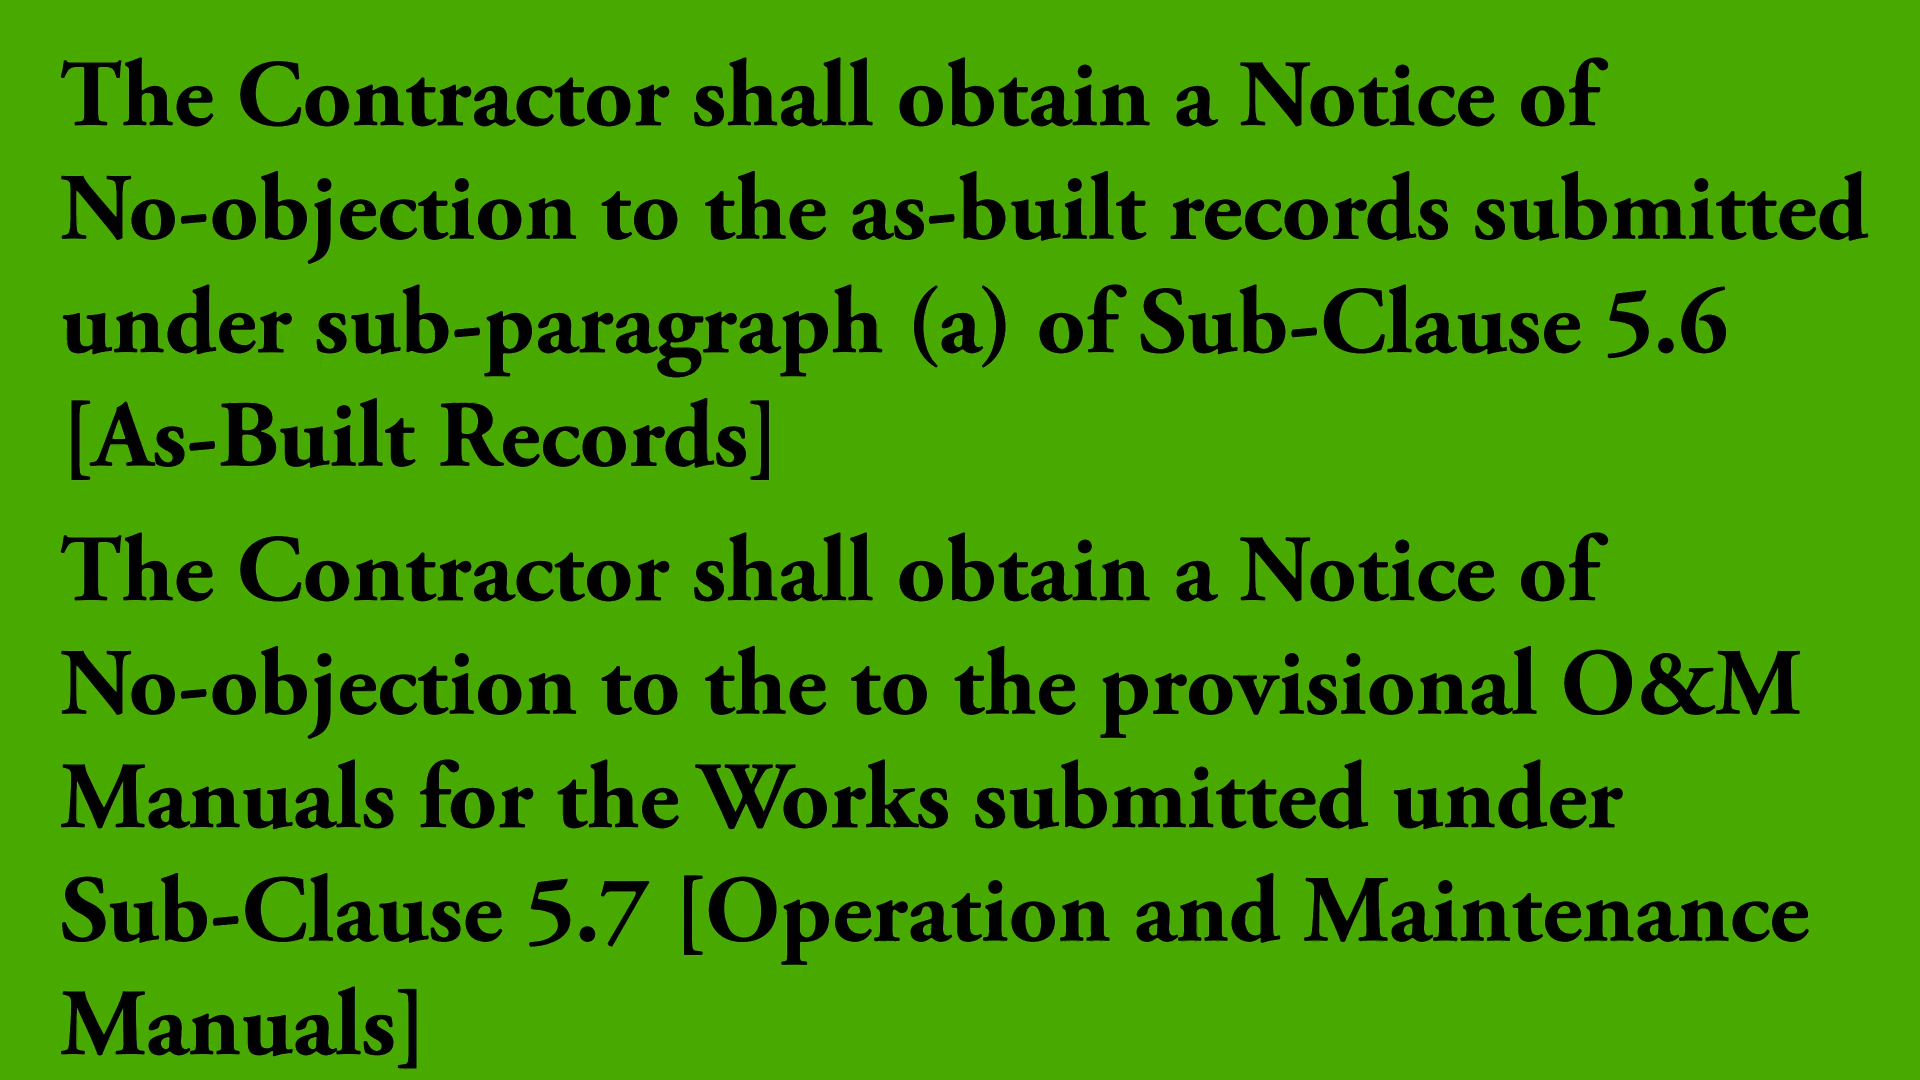 The Contractor shall obtain a Notice of
No-objection to the as-built records submitted
under sub-paragraph (a) of Sub-Clause 5.6
[As-Built Records]
The Contractor shall obtain a Notice of
No-objection to the to the provisional O&M
Manuals for the Works submitted under
Sub-Clause 5.7 [Operation and Maintenance
Manuals]